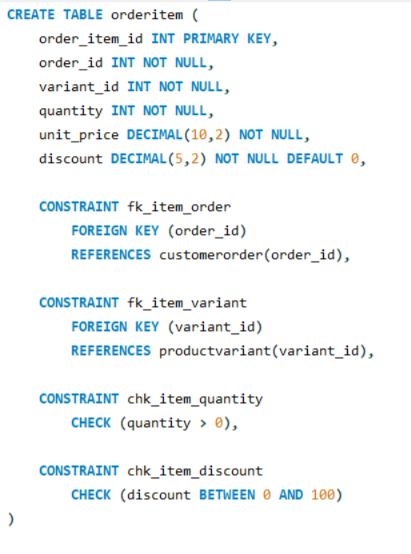 CREATE TABLE orderitem (
    order_item_id INT PRIMARY KEY,
    order_id INT NOT NULL,
    variant_id INT NOT NULL,
    quantity INT NOT NULL,
    unit_price DECIMAL(10,2) NOT NULL,
    discount DECIMAL(5,2) NOT NULL DEFAULT 0,

    CONSTRAINT fk_item_order
        FOREIGN KEY (order_id)
        REFERENCES customerorder(order_id),

    CONSTRAINT fk_item_variant
        FOREIGN KEY (variant_id)
        REFERENCES productvariant(variant_id),

    CONSTRAINT chk_item_quantity
        CHECK (quantity > 0),

    CONSTRAINT chk_item_discount
        CHECK (discount BETWEEN 0 AND 100)
)